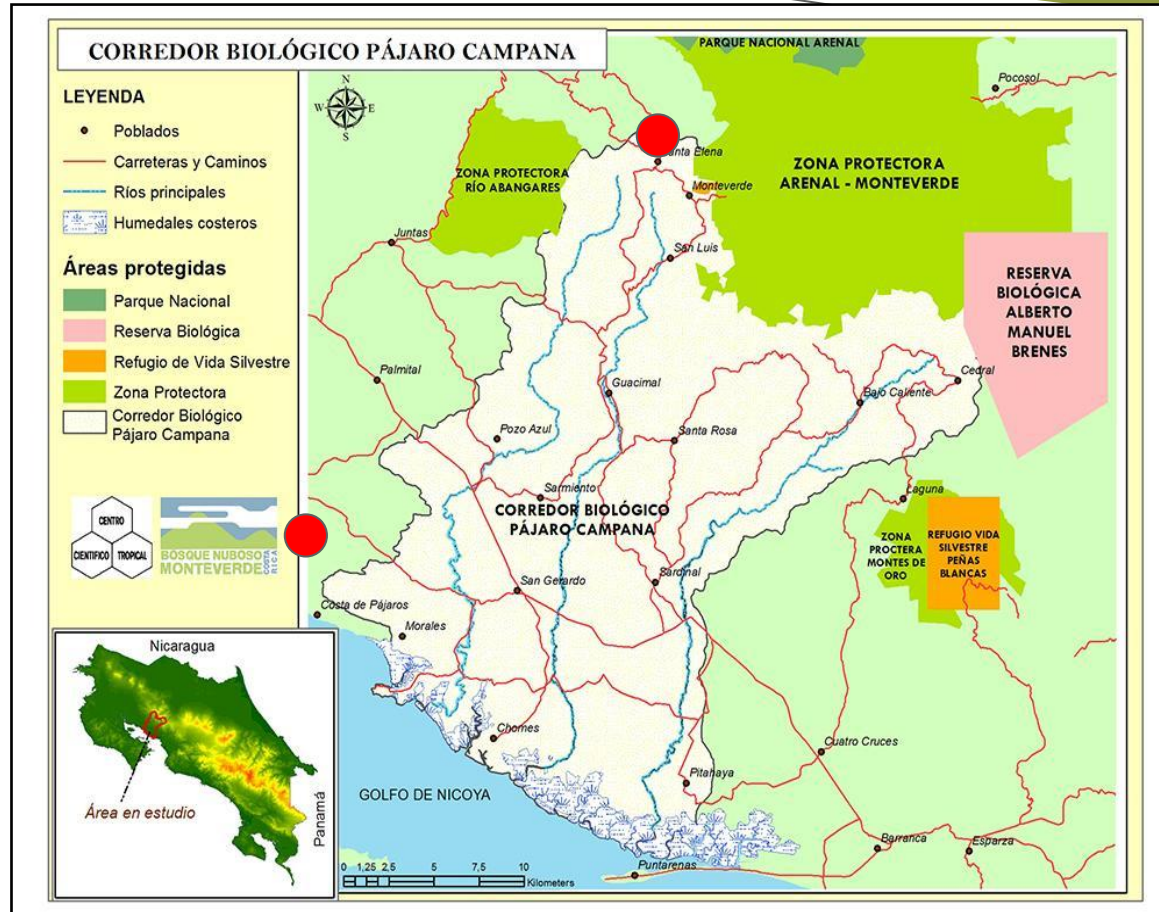 CORREDOR BIOLÓGICO PÁJARO CAMPANA
LEYENDA
Poblados
Carreteras y Caminos
Ríos principales
Humedales costeros
Áreas protegidas
Parque Nacional
Reserva Biológica
Refugio de Vida Silvestre
Zona Protectora
Corredor Biológico
Pájaro Campana
CENTRO
CIENTIFICO TROPICAL
BOSQUE NUBOSO
MONTEVERDE
COSTA
RICA
Nicaragua
Área en estudio
Panamá
N
W E
S
PARQUE NACIONAL ARENAL
Pocosol
ZONA PROTECTORA
RÍO ABANGARES
anta Elena
ZONA PROTECTORA
ARENAL - MONTEVERDE
Monteverde
Juntas
San Luis
RESERVA
BIOLÓGICA
ALBERTO
MANUEL
BRENES
Palmital
Guacimal
Cedral
Bajo Caliente
Pozo Azul
Santa Rosa
Sarmiento
Laguna
CORREDOR BIOLÓGICO
PÁJARO CAMPANA
ZONA
PROCTERA
MONTES DE
ORO
REFUGIO VIDA
SILVESTRE
PEÑAS
BLANCAS
San Gerardo
Sardinal
Costa de Pájaros
Morales
Chomes
Cuatro Cruces
Pitahaya
GOLFO DE NICOYA
Barranca
Esparza
Puntarenas
0 1,25 2,5 5 7,5 10
Kilometers